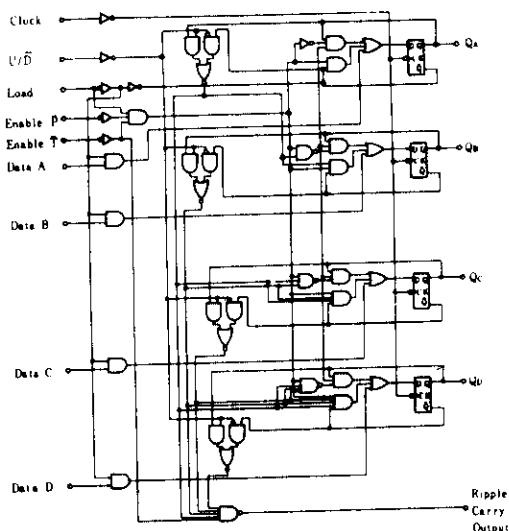 Clock
U/D̄
Load
Enable P̄
Enable T̄
Data A
Data B
Data C
Data D
QA
QB
QC
QD
Ripple
Carry
Output